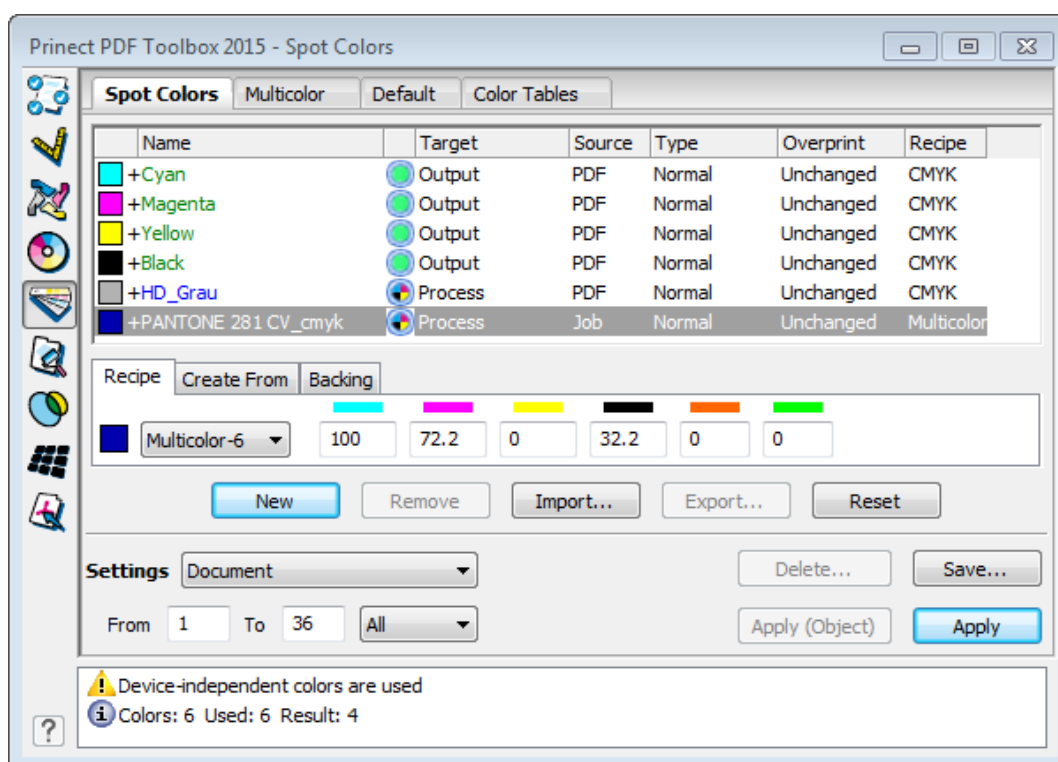 Prinect PDF Toolbox 2015 - Spot Colors
Spot Colors Multicolor Default Color Tables
Name Target Source Type Overprint Recipe
+Cyan Output PDF Normal Unchanged CMYK
+Magenta Output PDF Normal Unchanged CMYK
+Yellow Output PDF Normal Unchanged CMYK
+Black Output PDF Normal Unchanged CMYK
+HD_Grau Process PDF Normal Unchanged CMYK
+PANTONE 281 CV_cmyk Process Job Normal Unchanged Multicolor
Recipe Create From Backing
Multicolor-6 100 72.2 0 32.2 0 0
New Remove Import... Export... Reset
Settings Document Delete... Save...
From 1 To 36 All Apply (Object) Apply
Device-independent colors are used
Colors: 6 Used: 6 Result: 4
?